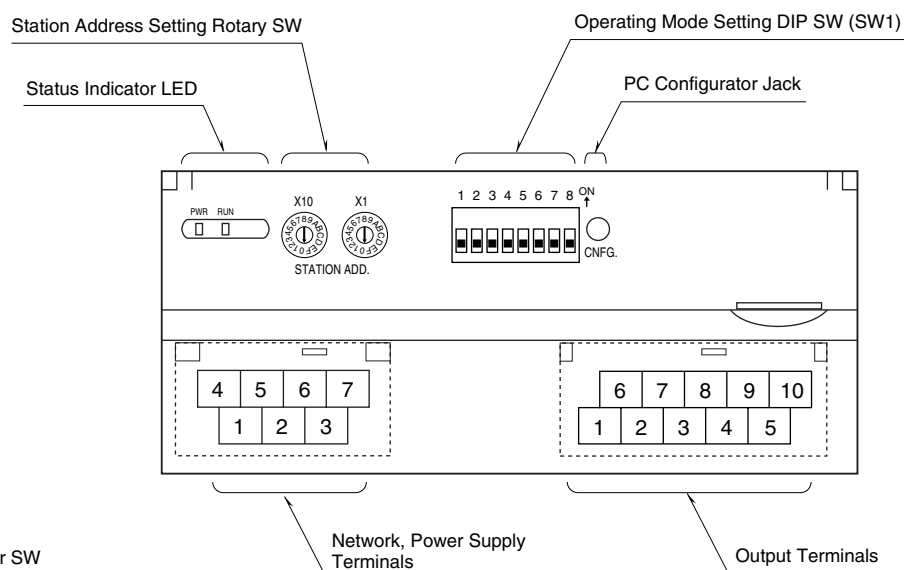 Station Address Setting Rotary SW
Operating Mode Setting DIP SW (SW1)
Status Indicator LED
PC Configurator Jack
PWR RUN
X10 X1
0123456789ABCDEF
0123456789ABCDEF
STATION ADD.
1 2 3 4 5 6 7 8 ON
CNFG.
4 5 6 7
1 2 3
6 7 8 9 10
1 2 3 4 5
Network, Power Supply
Terminals
Output Terminals
r SW